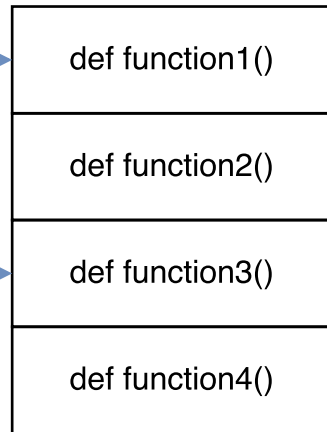 def function1()
def function2()
def function3()
def function4()